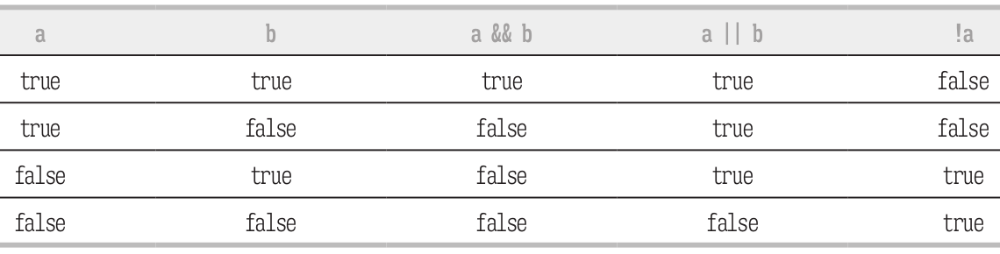 a b a && b a || b !a
true true true true false
true false false true false
false true false true true
false false false false true